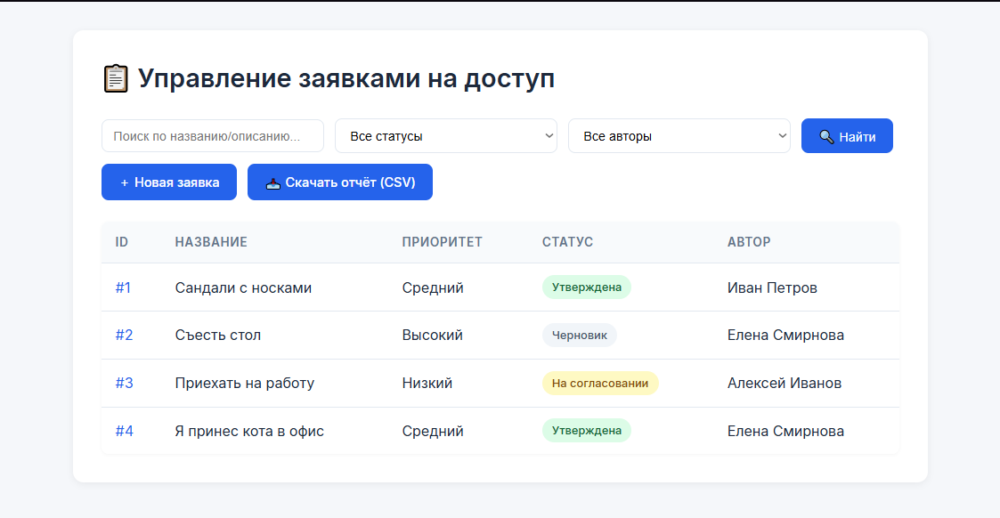 Управление заявками на доступ
Поиск по названию/описанию... Все статусы Все авторы Найти
+ Новая заявка Скачать отчёт (CSV)
ID НАЗВАНИЕ ПРИОРИТЕТ СТАТУС АВТОР
#1 Сандали с носками Средний Утверждена Иван Петров
#2 Съесть стол Высокий Черновик Елена Смирнова
#3 Приехать на работу Низкий На согласовании Алексей Иванов
#4 Я принес кота в офис Средний Утверждена Елена Смирнова